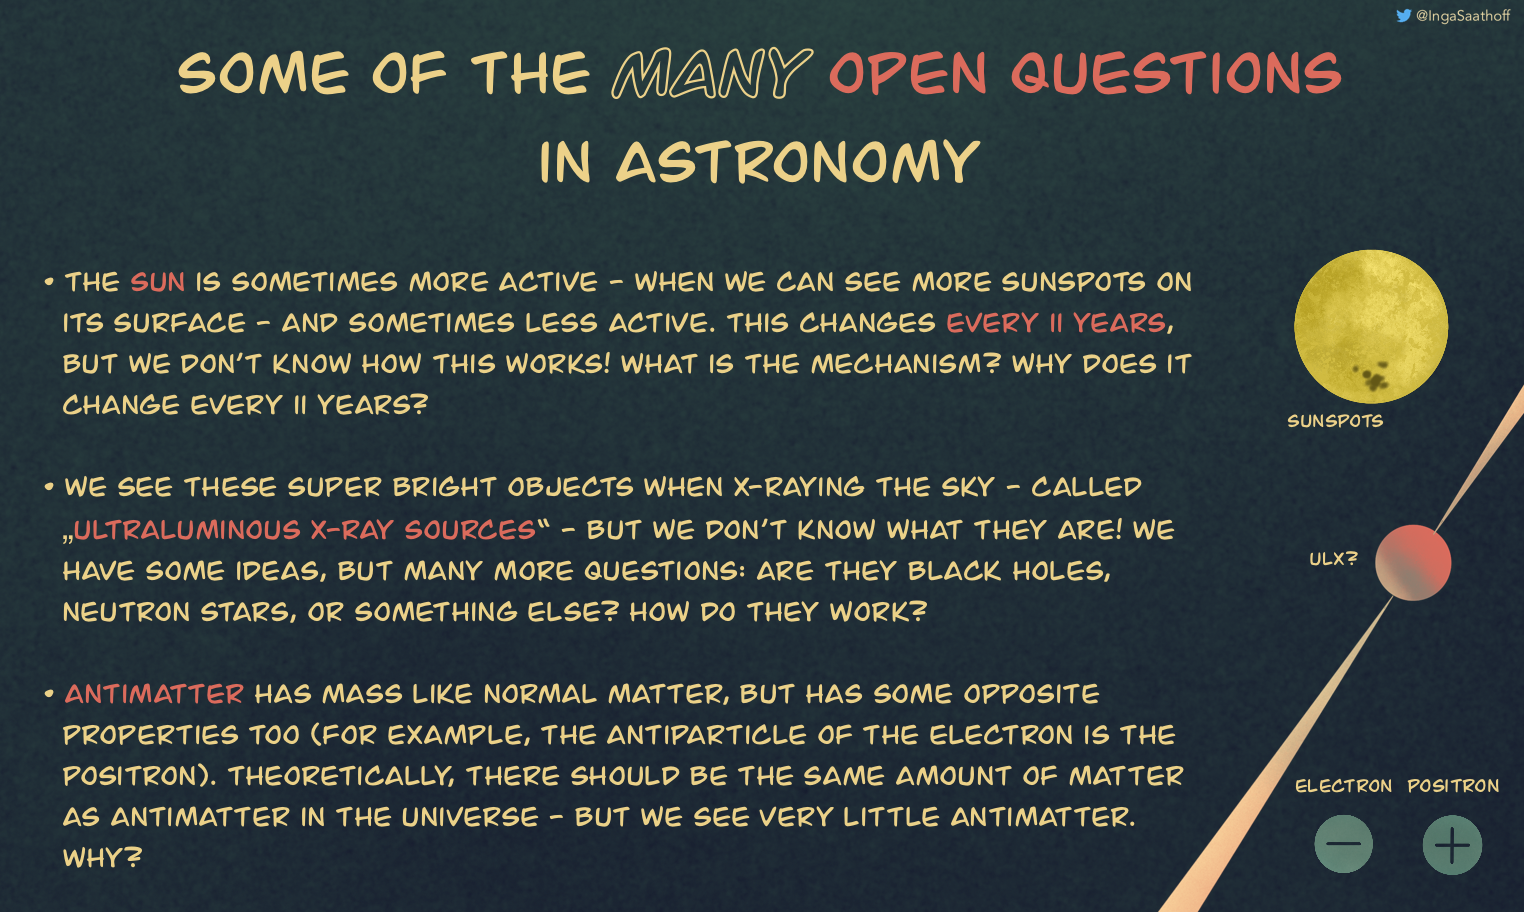 @IngaSaathoff
SOME OF THE MANY OPEN QUESTIONS
IN ASTRONOMY
• THE SUN IS SOMETIMES MORE ACTIVE – WHEN WE CAN SEE MORE SUNSPOTS ON
ITS SURFACE – AND SOMETIMES LESS ACTIVE. THIS CHANGES EVERY 11 YEARS,
BUT WE DON'T KNOW HOW THIS WORKS! WHAT IS THE MECHANISM? WHY DOES IT
CHANGE EVERY 11 YEARS?
SUNSPOTS
• WE SEE THESE SUPER BRIGHT OBJECTS WHEN X-RAYING THE SKY – CALLED
„ULTRALUMINOUS X-RAY SOURCES“ – BUT WE DON'T KNOW WHAT THEY ARE! WE
HAVE SOME IDEAS, BUT MANY MORE QUESTIONS: ARE THEY BLACK HOLES,
NEUTRON STARS, OR SOMETHING ELSE? HOW DO THEY WORK?
ULX?
• ANTIMATTER HAS MASS LIKE NORMAL MATTER, BUT HAS SOME OPPOSITE
PROPERTIES TOO (FOR EXAMPLE, THE ANTIPARTICLE OF THE ELECTRON IS THE
POSITRON). THEORETICALLY, THERE SHOULD BE THE SAME AMOUNT OF MATTER
AS ANTIMATTER IN THE UNIVERSE – BUT WE SEE VERY LITTLE ANTIMATTER.
WHY?
ELECTRON POSITRON
− +